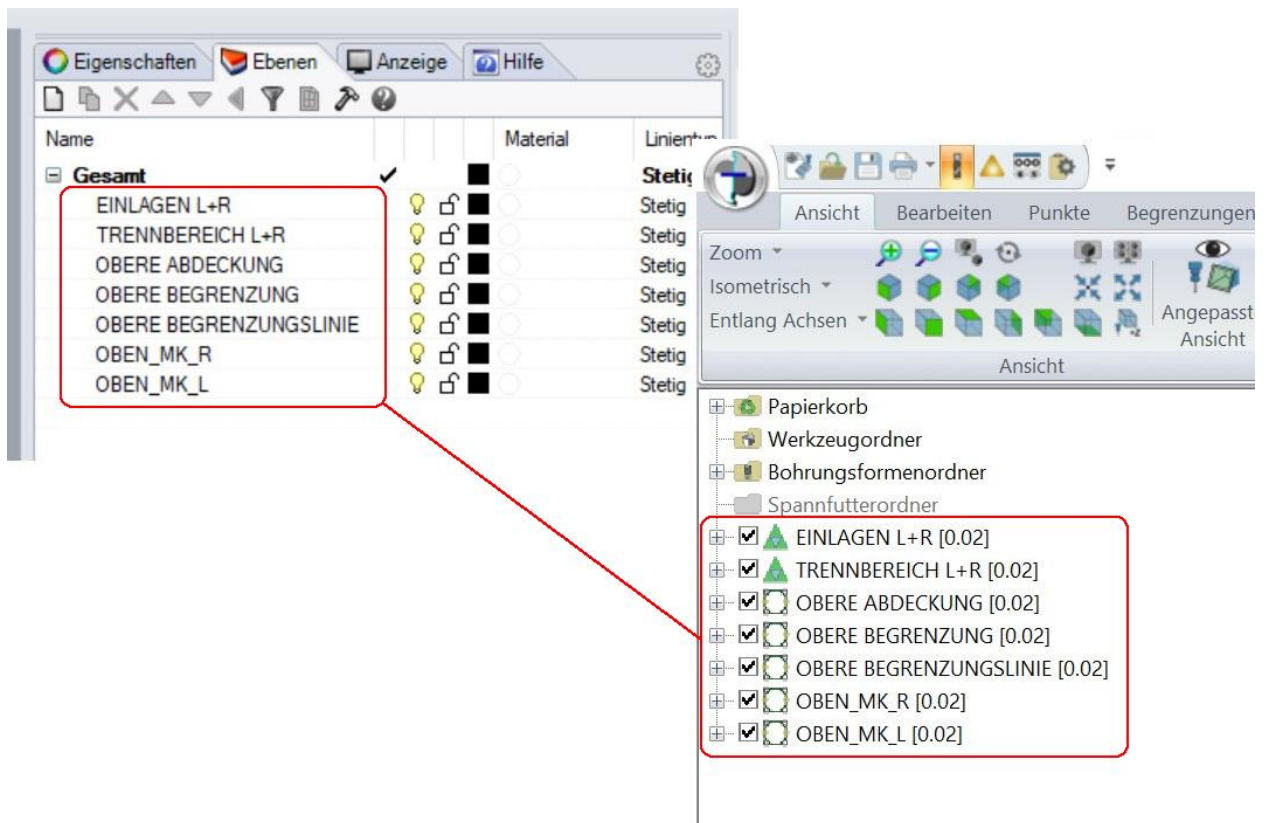 Eigenschaften Ebenen Anzeige Hilfe
Name Material
Gesamt
EINLAGEN L+R Stetig
TRENNBEREICH L+R Stetig
OBERE ABDECKUNG Stetig
OBERE BEGRENZUNG Stetig
OBERE BEGRENZUNGSLINIE Stetig
OBEN_MK_R Stetig
OBEN_MK_L Stetig
Ansicht Bearbeiten Punkte Begrenzungen
Zoom
Isometrisch
Entlang Achsen
Angepasst
Ansicht
Ansicht
Papierkorb
Werkzeugordner
Bohrungsformenordner
Spannfutterordner
EINLAGEN L+R [0.02]
TRENNBEREICH L+R [0.02]
OBERE ABDECKUNG [0.02]
OBERE BEGRENZUNG [0.02]
OBERE BEGRENZUNGSLINIE [0.02]
OBEN_MK_R [0.02]
OBEN_MK_L [0.02]